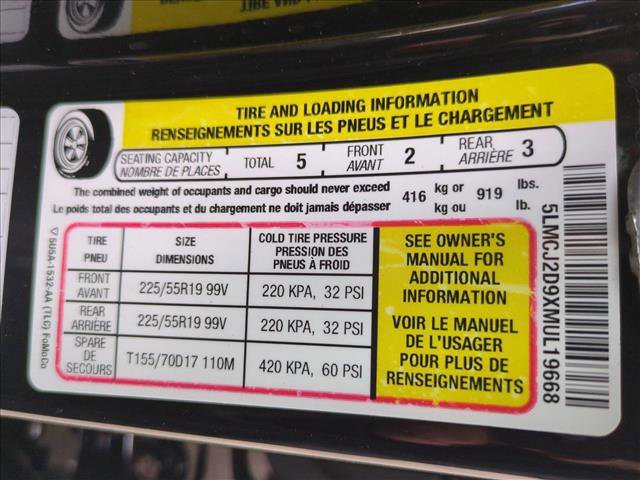 TIRE AND LOADING INFORMATION
RENSEIGNEMENTS SUR LES PNEUS ET LE CHARGEMENT
SEATING CAPACITY TOTAL 5 FRONT 2 REAR 3
NOMBRE DE PLACES AVANT ARRIÈRE
The combined weight of occupants and cargo should never exceed 416 kg or 919 lbs.
Le poids total des occupants et du chargement ne doit jamais dépasser kg ou lb.
TIRE SIZE COLD TIRE PRESSURE
PNEU DIMENSIONS PRESSION DES
PNEUS À FROID
FRONT
AVANT 225/55R19 99V 220 KPA, 32 PSI
REAR
ARRIÈRE 225/55R19 99V 220 KPA, 32 PSI
SPARE
DE
SECOURS T155/70D17 110M 420 KPA, 60 PSI
SEE OWNER'S
MANUAL FOR
ADDITIONAL
INFORMATION
VOIR LE MANUEL
DE L'USAGER
POUR PLUS DE
RENSEIGNEMENTS
5U5A-1532-AA (TLG) FoMoCo
5LMCJ2D9XMUL19668